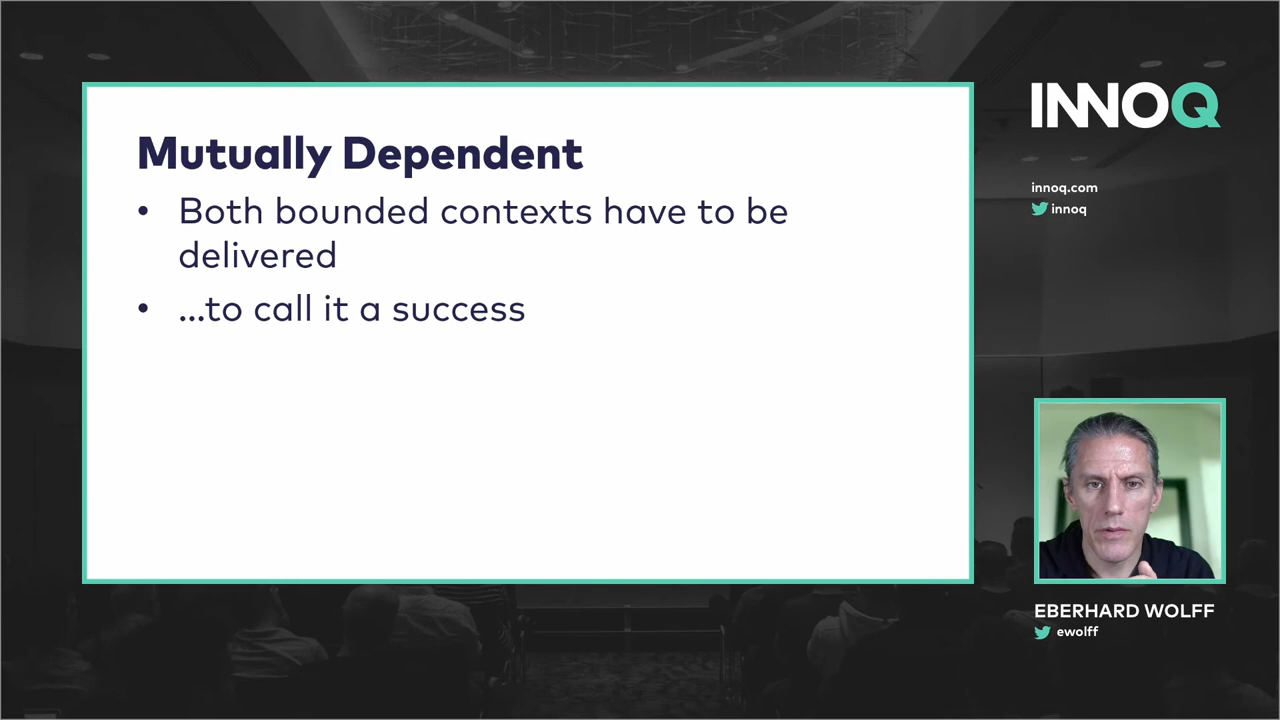 Mutually Dependent
• Both bounded contexts have to be
delivered
• ...to call it a success
INNOQ
innoq.com
innoq
EBERHARD WOLFF
ewolff